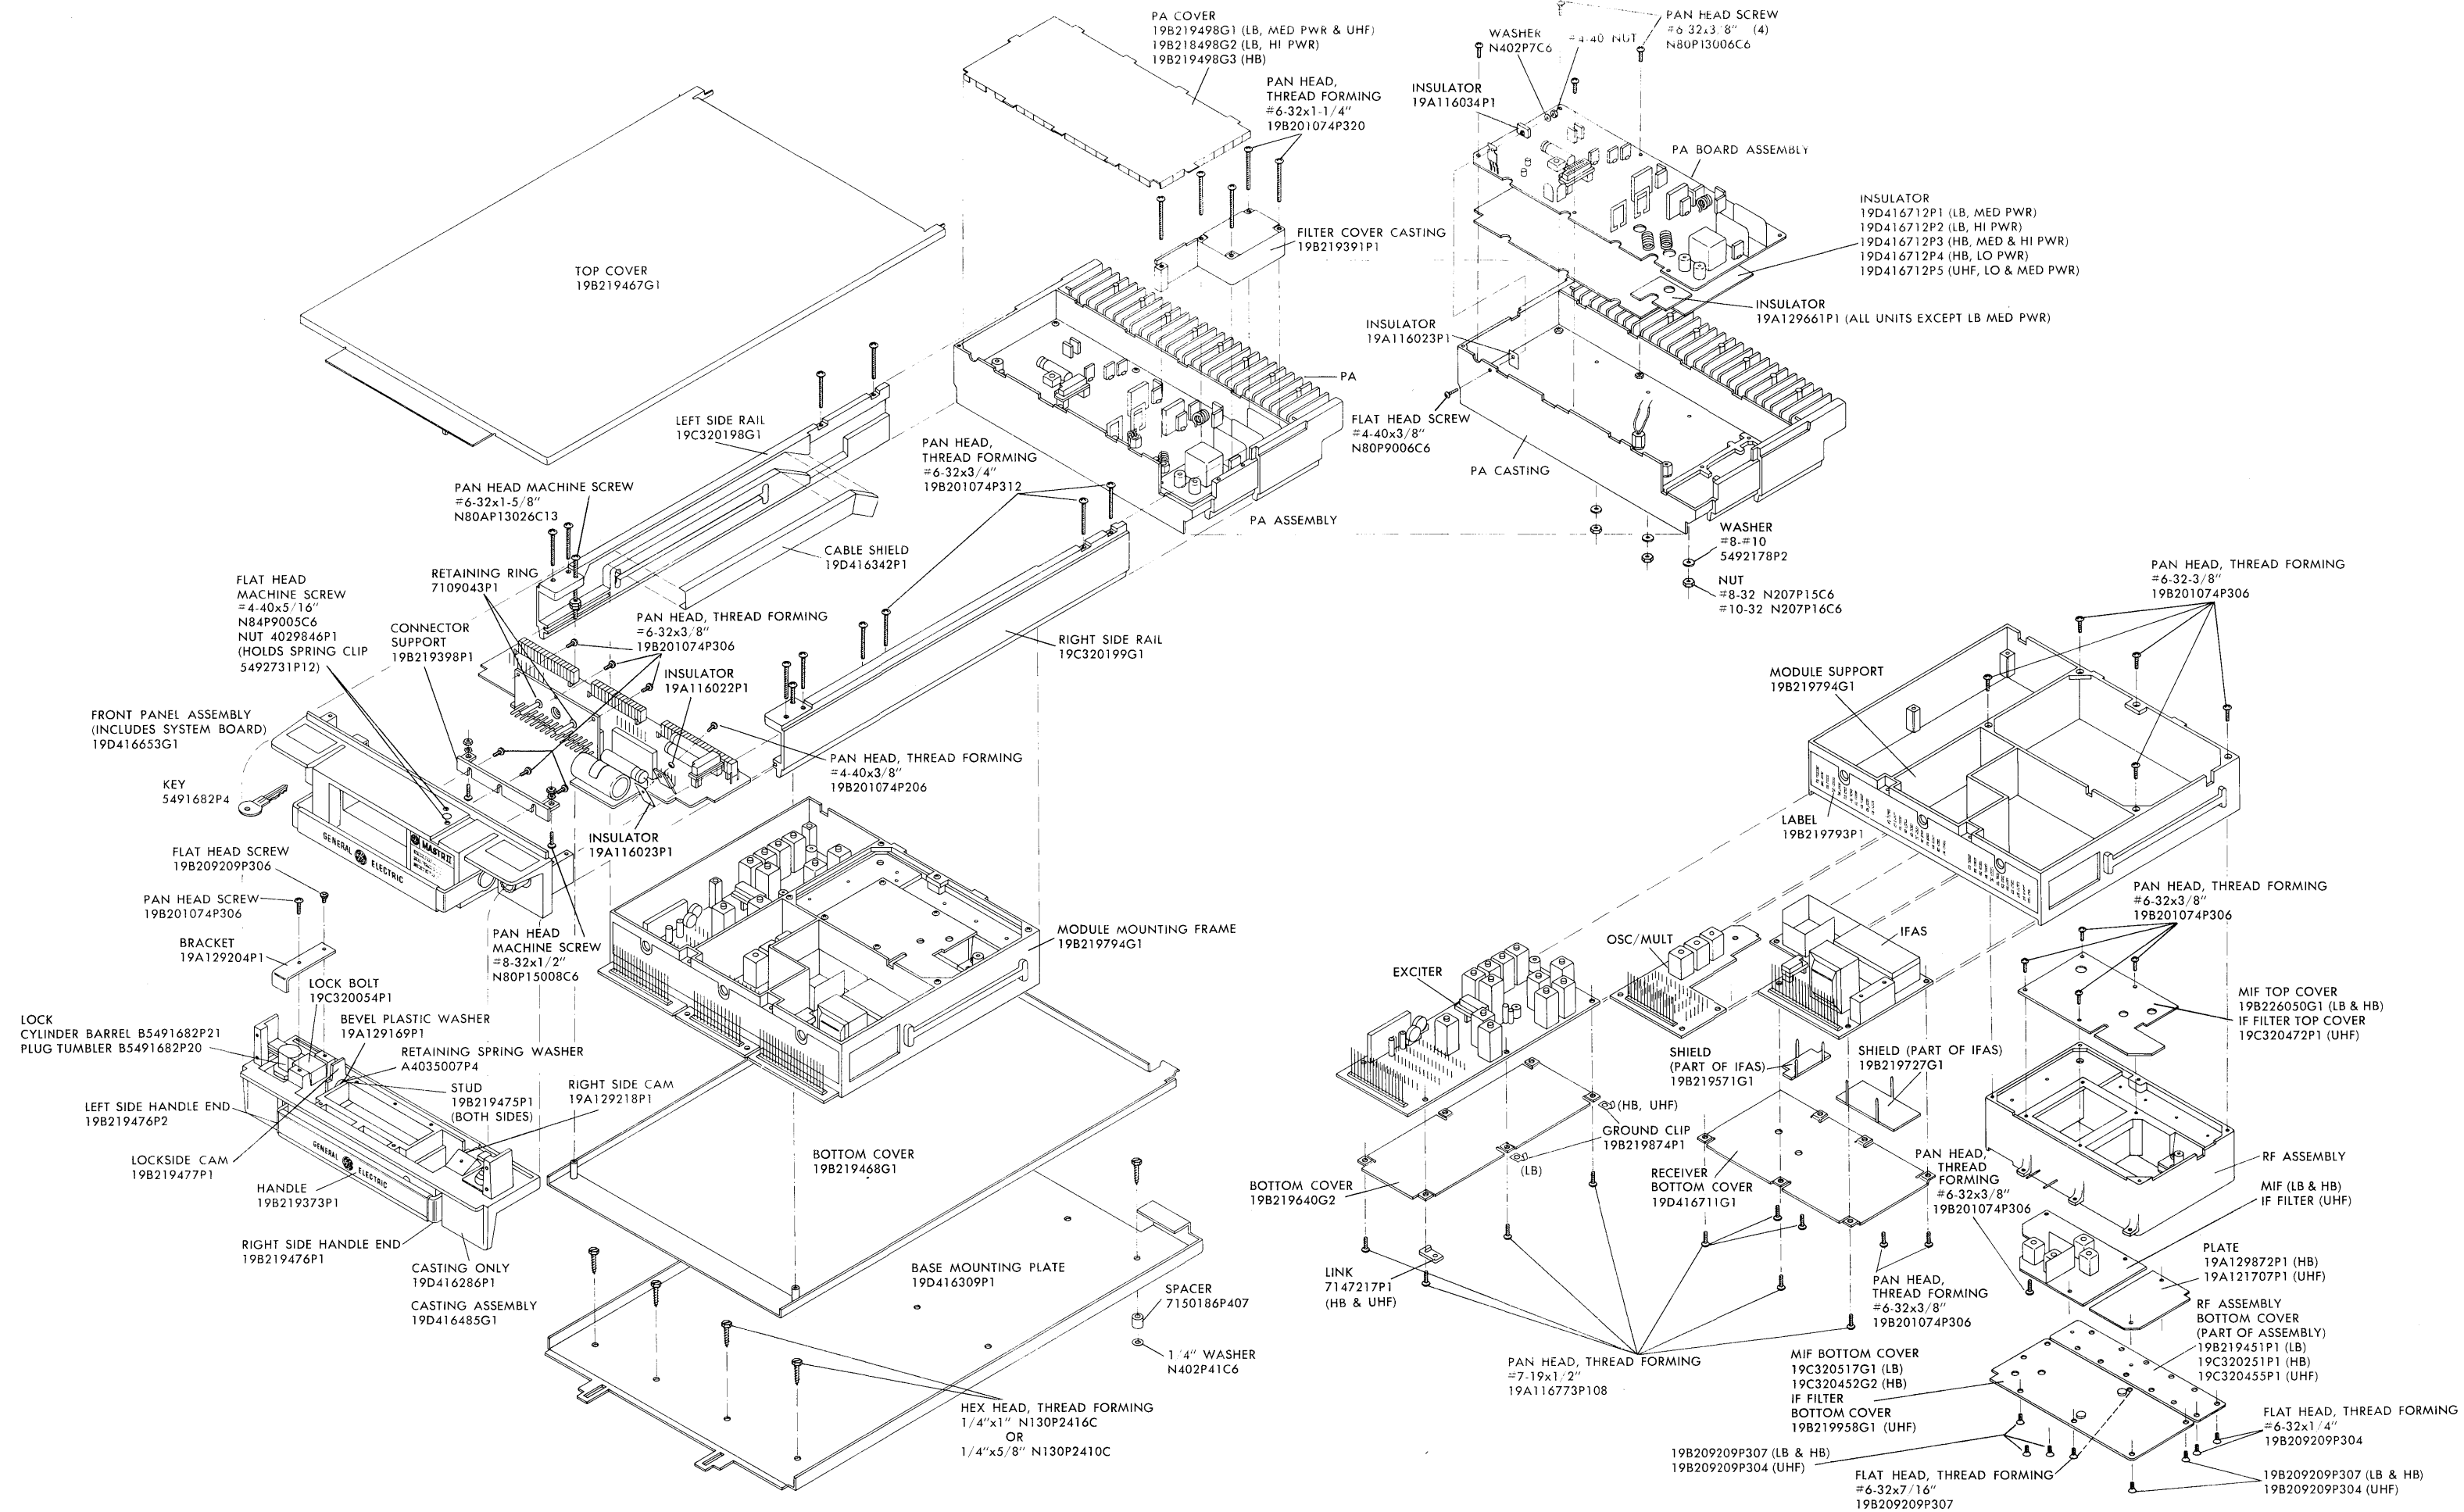 PA COVER
19B219498G1 (LB, MED PWR & UHF)
19B218498G2 (LB, HI PWR)
19B219498G3 (HB)
PAN HEAD,
THREAD FORMING
#6-32x1-1/4"
19B201074P320
WASHER
N402P7C6
#4-40 NUT
PAN HEAD SCREW
#6-32x3/8" (4)
N80P13006C6
INSULATOR
19A116034P1
PA BOARD ASSEMBLY
INSULATOR
19D416712P1 (LB, MED PWR)
19D416712P2 (LB, HI PWR)
19D416712P3 (HB, MED & HI PWR)
19D416712P4 (HB, LO PWR)
19D416712P5 (UHF, LO & MED PWR)
FILTER COVER CASTING
19B219391P1
TOP COVER
19B219467G1
INSULATOR
19A129661P1 (ALL UNITS EXCEPT LB MED PWR)
INSULATOR
19A116023P1
PA
FLAT HEAD SCREW
#4-40x3/8"
N80P9006C6
PA CASTING
LEFT SIDE RAIL
19C320198G1
PAN HEAD,
THREAD FORMING
#6-32x3/4"
19B201074P312
PAN HEAD MACHINE SCREW
#6-32x1-5/8"
N80AP13026C13
PA ASSEMBLY
CABLE SHIELD
19D416342P1
WASHER
#8-#10
5492178P2
NUT
#8-32 N207P15C6
#10-32 N207P16C6
PAN HEAD, THREAD FORMING
#6-32-3/8"
19B201074P306
FLAT HEAD
MACHINE SCREW
#4-40x5/16"
N84P9005C6
NUT 4029846P1
(HOLDS SPRING CLIP
5492731P12)
RETAINING RING
7109043P1
CONNECTOR
SUPPORT
19B219398P1
PAN HEAD, THREAD FORMING
#6-32x3/8"
19B201074P306
INSULATOR
19A116022P1
RIGHT SIDE RAIL
19C320199G1
MODULE SUPPORT
19B219794G1
FRONT PANEL ASSEMBLY
(INCLUDES SYSTEM BOARD)
19D416653G1
PAN HEAD, THREAD FORMING
#4-40x3/8"
19B201074P206
KEY
5491682P4
INSULATOR
19A116023P1
LABEL
19B219793P1
GENERAL ELECTRIC
MASTR II
FLAT HEAD SCREW
19B209209P306
PAN HEAD SCREW
19B201074P306
BRACKET
19A129204P1
PAN HEAD
MACHINE SCREW
#8-32x1/2"
N80P15008C6
MODULE MOUNTING FRAME
19B219794G1
PAN HEAD, THREAD FORMING
#6-32x3/8"
19B201074P306
OSC/MULT
IFAS
EXCITER
LOCK BOLT
19C320054P1
LOCK
CYLINDER BARREL B5491682P21
PLUG TUMBLER B5491682P20
BEVEL PLASTIC WASHER
19A129169P1
RETAINING SPRING WASHER
A4035007P4
STUD
19B219475P1
(BOTH SIDES)
RIGHT SIDE CAM
19A129218P1
MIF TOP COVER
19B226050G1 (LB & HB)
IF FILTER TOP COVER
19C320472P1 (UHF)
SHIELD
(PART OF IFAS)
19B219571G1
SHIELD (PART OF IFAS)
19B219727G1
LEFT SIDE HANDLE END
19B219476P2
(HB, UHF)
GROUND CLIP
19B219874P1
(LB)
LOCKSIDE CAM
19B219477P1
GENERAL ELECTRIC
HANDLE
19B219373P1
BOTTOM COVER
19B219468G1
BOTTOM COVER
19B219640G2
RECEIVER
BOTTOM COVER
19D416711G1
PAN HEAD,
THREAD
FORMING
#6-32x3/8"
19B201074P306
RF ASSEMBLY
MIF (LB & HB)
IF FILTER (UHF)
RIGHT SIDE HANDLE END
19B219476P1
CASTING ONLY
19D416286P1
CASTING ASSEMBLY
19D416485G1
BASE MOUNTING PLATE
19D416309P1
SPACER
7150186P407
LINK
7147217P1
(HB & UHF)
PAN HEAD,
THREAD FORMING
#6-32x3/8"
19B201074P306
PLATE
19A129872P1 (HB)
19A121707P1 (UHF)
RF ASSEMBLY
BOTTOM COVER
(PART OF ASSEMBLY)
19B219451P1 (LB)
19C320251P1 (HB)
19C320455P1 (UHF)
1/4" WASHER
N402P41C6
PAN HEAD, THREAD FORMING
#7-19x1/2"
19A116773P108
MIF BOTTOM COVER
19C320517G1 (LB)
19C320452G2 (HB)
IF FILTER
BOTTOM COVER
19B219958G1 (UHF)
HEX HEAD, THREAD FORMING
1/4"x1" N130P2416C
OR
1/4"x5/8" N130P2410C
FLAT HEAD, THREAD FORMING
#6-32x1/4"
19B209209P304
19B209209P307 (LB & HB)
19B209209P304 (UHF)
FLAT HEAD, THREAD FORMING
#6-32x7/16"
19B209209P307
19B209209P307 (LB & HB)
19B209209P304 (UHF)